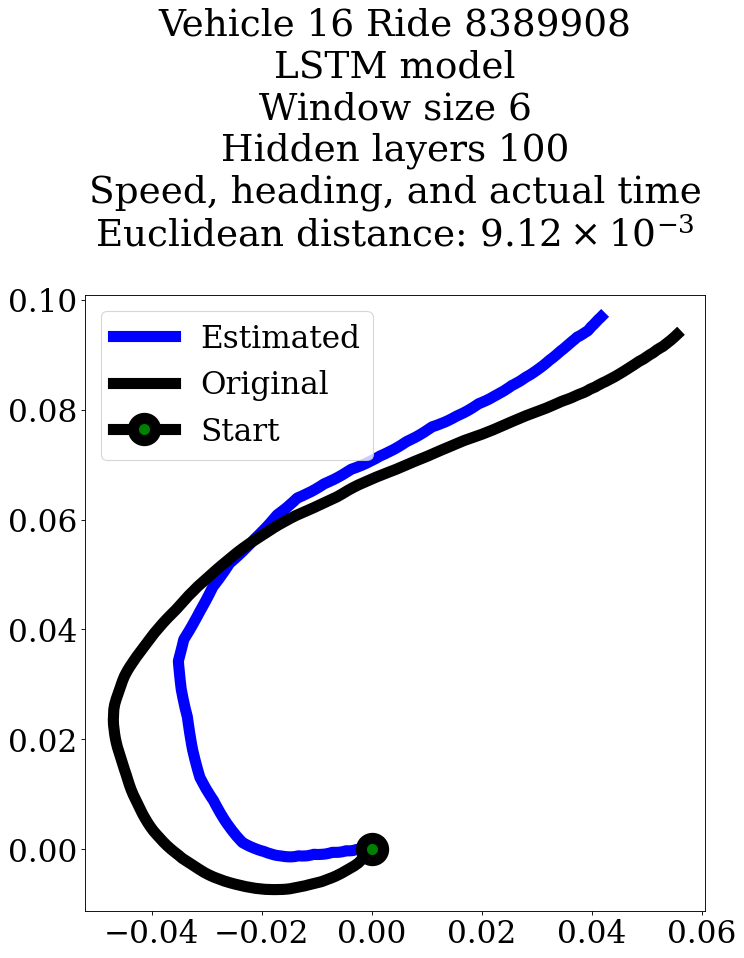 Vehicle 16 Ride 8389908
LSTM model
Window size 6
Hidden layers 100
Speed, heading, and actual time
Euclidean distance: 9.12 × 10⁻³
0.10
0.08
0.06
0.04
0.02
0.00
Estimated
Original
Start
−0.04 −0.02 0.00 0.02 0.04 0.06